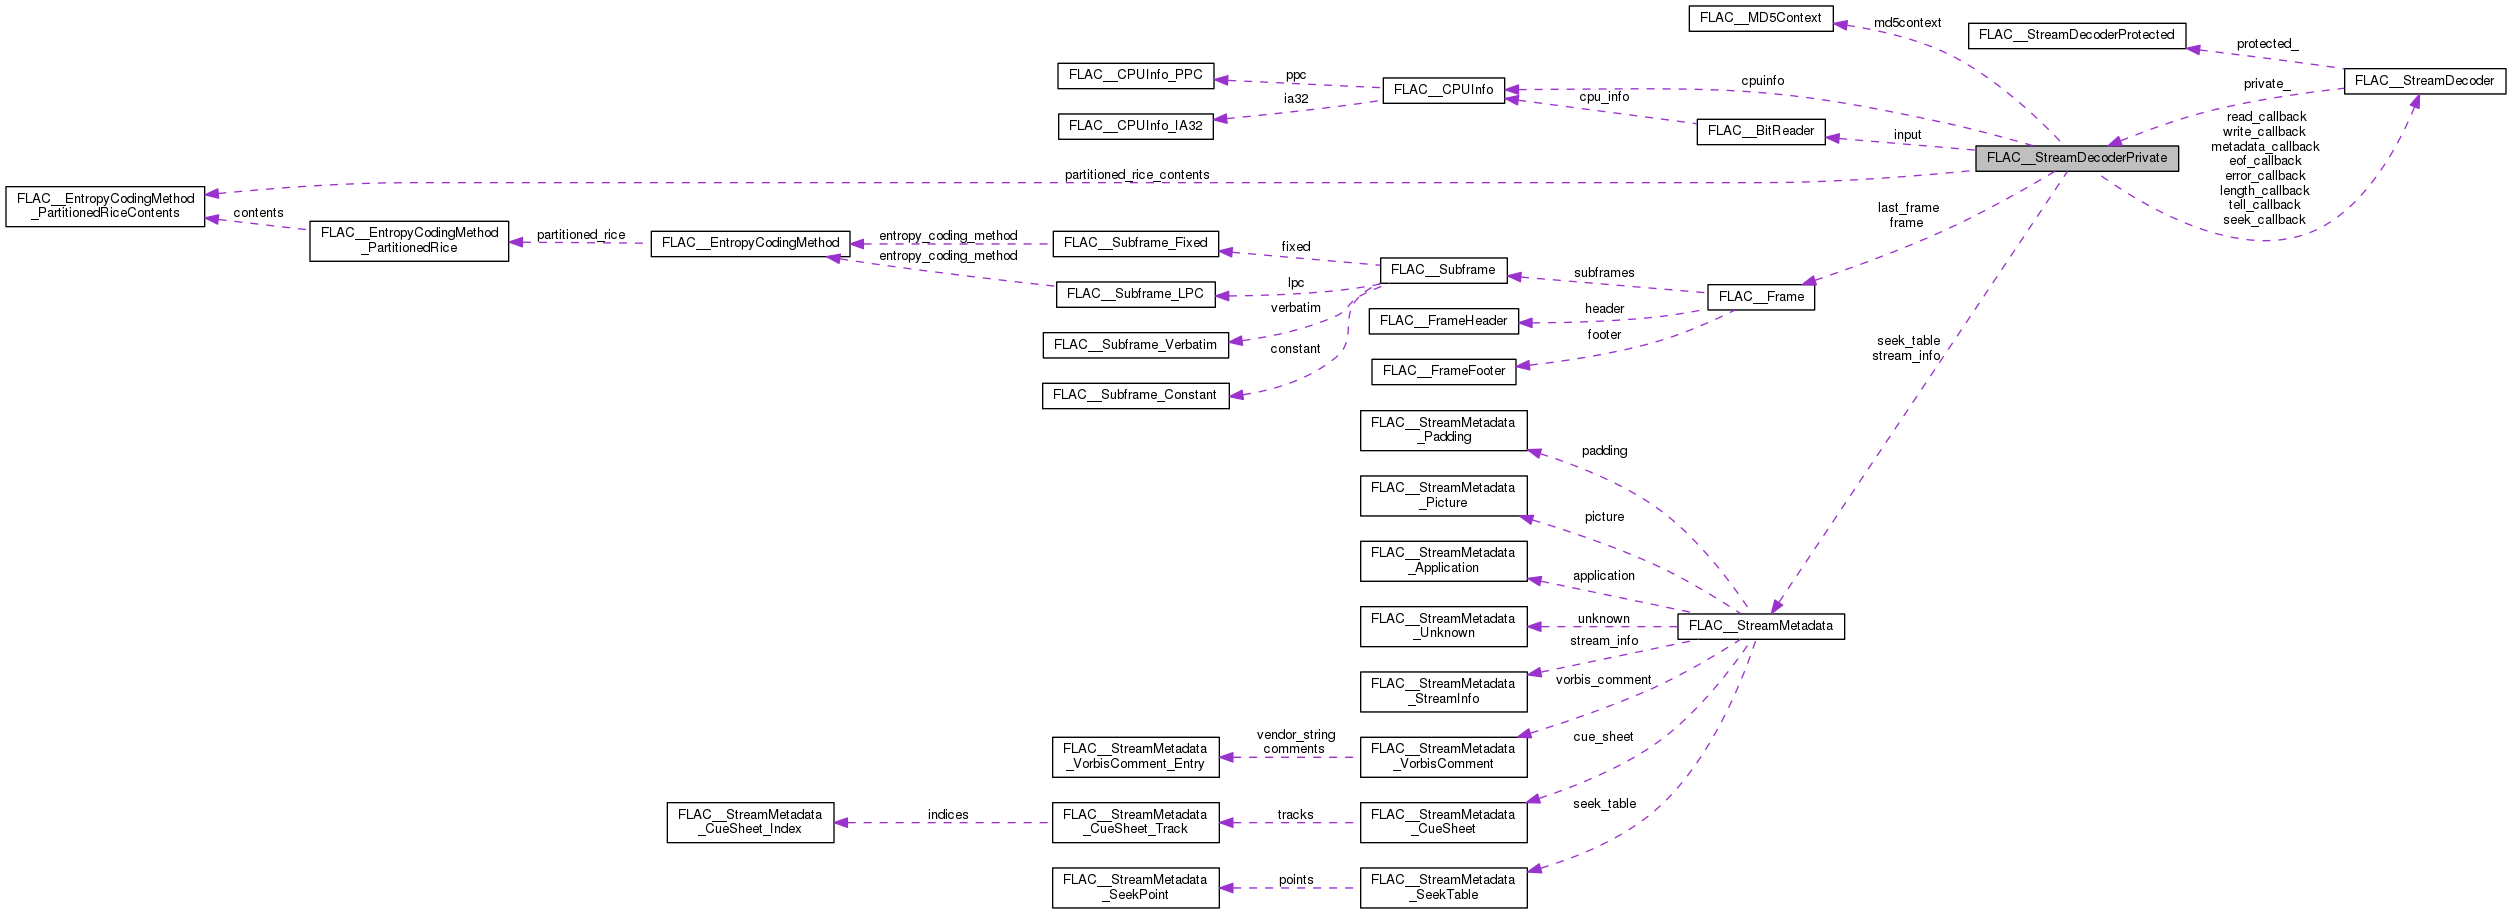 FLAC__MD5Context
md5context
FLAC__StreamDecoderProtected
protected_
FLAC__StreamDecoder
FLAC__CPUInfo_PPC
ppc
FLAC__CPUInfo
cpuinfo
private_
ia32
cpu_info
FLAC__CPUInfo_IA32
FLAC__BitReader
input
FLAC__StreamDecoderPrivate
read_callback
write_callback
metadata_callback
eof_callback
error_callback
length_callback
tell_callback
seek_callback
partitioned_rice_contents
FLAC__EntropyCodingMethod
_PartitionedRiceContents
contents
FLAC__EntropyCodingMethod
_PartitionedRice
partitioned_rice
FLAC__EntropyCodingMethod
entropy_coding_method
entropy_coding_method
FLAC__Subframe_Fixed
fixed
FLAC__Subframe
subframes
last_frame
frame
FLAC__Subframe_LPC
lpc
FLAC__Frame
verbatim
FLAC__FrameHeader
header
FLAC__Subframe_Verbatim
constant
footer
FLAC__FrameFooter
seek_table
stream_info
FLAC__Subframe_Constant
FLAC__StreamMetadata
_Padding
padding
FLAC__StreamMetadata
_Picture
picture
FLAC__StreamMetadata
_Application
application
FLAC__StreamMetadata
_Unknown
unknown
FLAC__StreamMetadata
stream_info
FLAC__StreamMetadata
_StreamInfo
vorbis_comment
FLAC__StreamMetadata
_VorbisComment_Entry
vendor_string
comments
FLAC__StreamMetadata
_VorbisComment
cue_sheet
FLAC__StreamMetadata
_CueSheet_Index
indices
FLAC__StreamMetadata
_CueSheet_Track
tracks
FLAC__StreamMetadata
_CueSheet
seek_table
FLAC__StreamMetadata
_SeekPoint
points
FLAC__StreamMetadata
_SeekTable